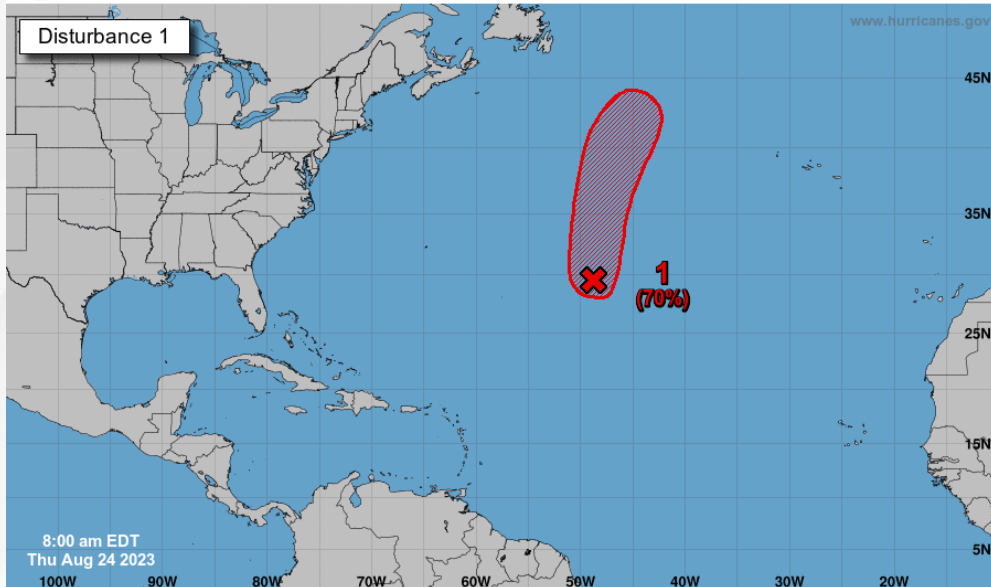 Disturbance 1
www.hurricanes.gov
45N
35N
1
(70%)
25N
15N
8:00 am EDT
Thu Aug 24 2023
5N
100W 90W 80W 70W 60W 50W 40W 30W 20W